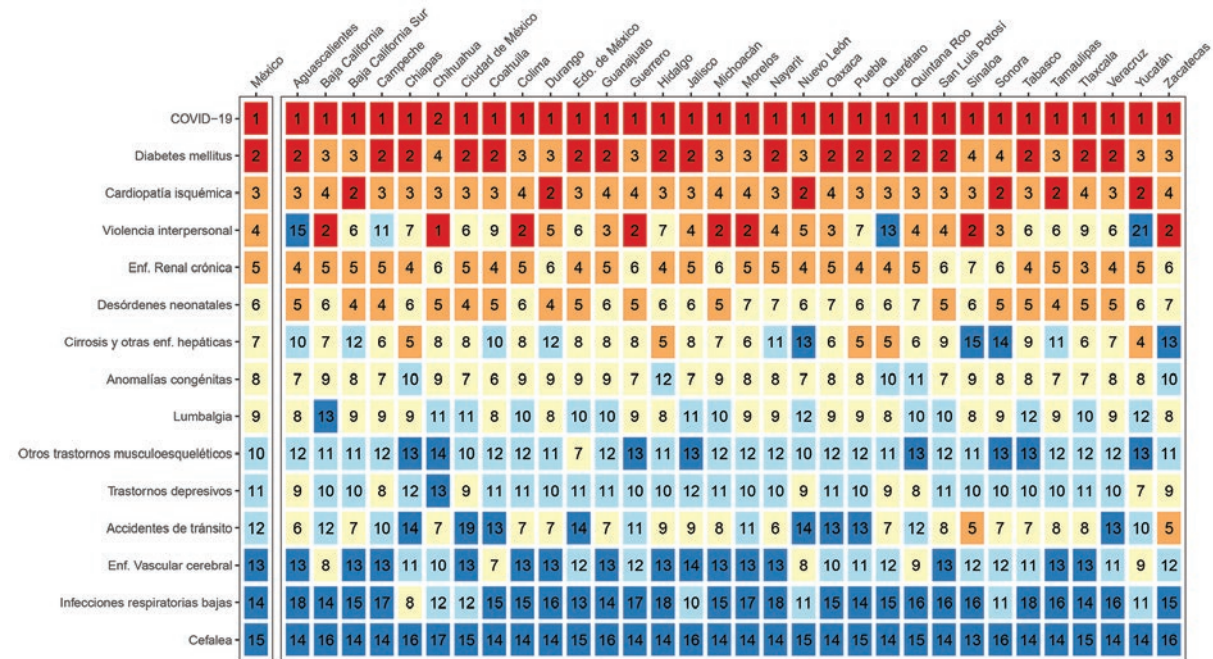 México Aguascalientes Baja California Baja California Sur Campeche Chiapas Chihuahua Ciudad de México Coahuila Colima Durango Edo. de México Guanajuato Guerrero Hidalgo Jalisco Michoacán Morelos Nayarit Nuevo León Oaxaca Puebla Querétaro Quintana Roo San Luis Potosí Sinaloa Sonora Tabasco Tamaulipas Tlaxcala Veracruz Yucatán Zacatecas
COVID-19 1 1 1 1 1 1 2 1 1 1 1 1 1 1 1 1 1 1 1 1 1 1 1 1 1 1 1 1 1 1 1 1 1
Diabetes mellitus 2 2 3 3 2 2 4 2 2 3 3 2 2 3 2 2 3 3 2 3 2 2 2 2 2 4 4 2 3 2 2 3 3
Cardiopatía isquémica 3 3 4 2 3 3 3 3 3 4 2 3 4 4 3 3 4 4 3 2 4 3 3 3 3 3 2 3 2 4 3 2 4
Violencia interpersonal 4 15 2 6 11 7 1 6 9 2 5 6 3 2 7 4 2 2 4 5 3 7 13 4 4 2 3 6 6 9 6 21 2
Enf. Renal crónica 5 4 5 5 5 4 6 5 4 5 6 4 5 6 4 5 6 5 5 4 5 4 4 5 6 7 6 4 5 3 4 5 6
Desórdenes neonatales 6 5 6 4 4 6 5 4 5 6 4 5 6 5 6 6 5 7 7 6 7 6 6 7 5 6 5 5 4 5 5 6 7
Cirrosis y otras enf. hepáticas 7 10 7 12 6 5 8 8 10 8 12 8 8 8 5 8 7 6 11 13 6 5 5 6 9 15 14 9 11 6 7 4 13
Anomalías congénitas 8 7 9 8 7 10 9 7 6 9 9 9 9 7 12 7 9 8 8 7 8 8 10 11 7 9 8 8 7 7 8 8 10
Lumbalgia 9 8 13 9 9 9 11 11 8 10 8 10 10 9 8 11 10 9 9 12 9 9 8 10 10 8 9 12 9 10 9 12 8
Otros trastornos musculoesqueléticos 10 12 11 11 12 13 14 10 12 12 11 7 12 13 11 13 12 12 12 10 12 12 11 13 12 11 13 13 12 12 12 13 11
Trastornos depresivos 11 9 10 10 8 12 13 9 11 11 10 11 11 10 10 12 11 10 10 9 11 10 9 8 11 10 10 10 10 11 10 7 9
Accidentes de tránsito 12 6 12 7 10 14 7 19 13 7 7 14 7 11 9 9 8 11 6 14 13 13 7 12 8 5 7 7 8 8 13 10 5
Enf. Vascular cerebral 13 13 8 13 13 11 10 13 7 13 13 12 13 12 13 14 13 13 13 8 10 11 12 9 13 12 12 11 13 13 11 9 12
Infecciones respiratorias bajas 14 18 14 15 17 8 12 12 15 15 16 13 14 17 18 10 15 17 18 11 15 14 15 16 16 16 11 18 16 14 16 11 15
Cefalea 15 14 16 14 14 16 17 15 14 14 14 15 16 14 14 16 14 14 14 15 14 15 14 15 14 13 16 14 14 15 14 14 16